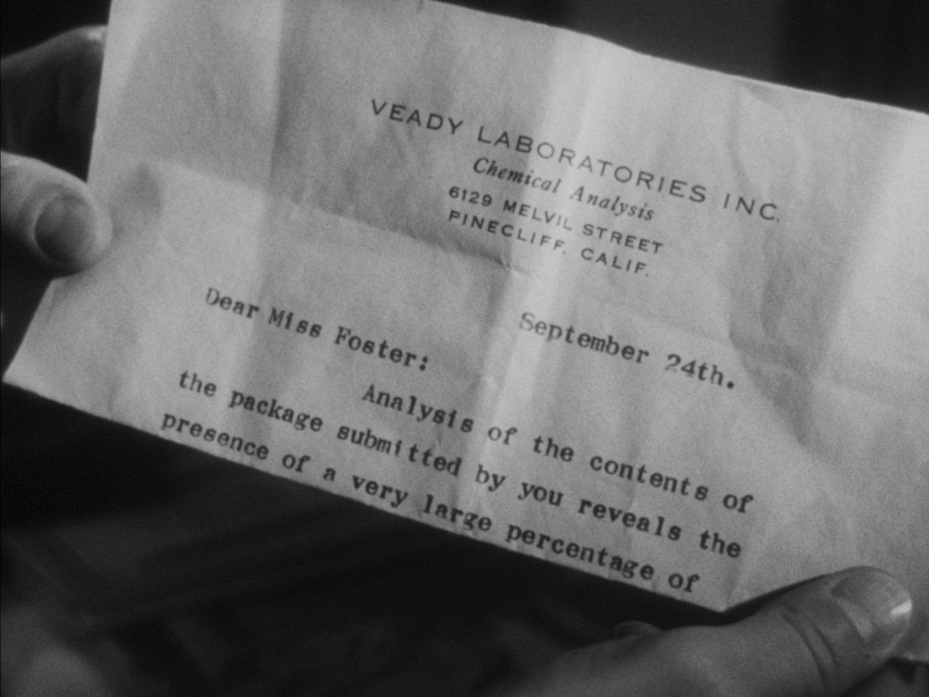 VEADY LABORATORIES INC.
Chemical Analysis
6129 MELVIL STREET
PINECLIFF, CALIF.
September 24th.
Dear Miss Foster:
Analysis of the contents of
the package submitted by you reveals the
presence of a very large percentage of